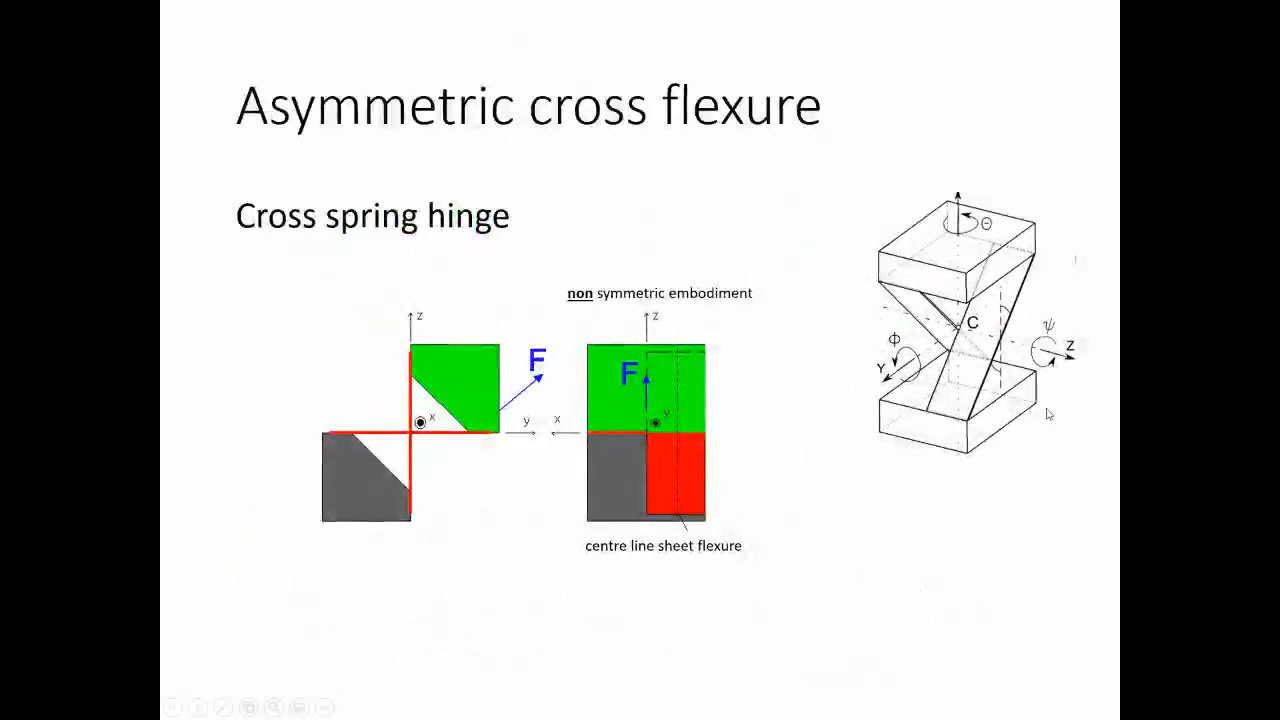 Asymmetric cross flexure
Cross spring hinge
non symmetric embodiment
z
F
x
y
z
F
x
y
centre line sheet flexure
Θ
C
Φ
Y
ψ
Z